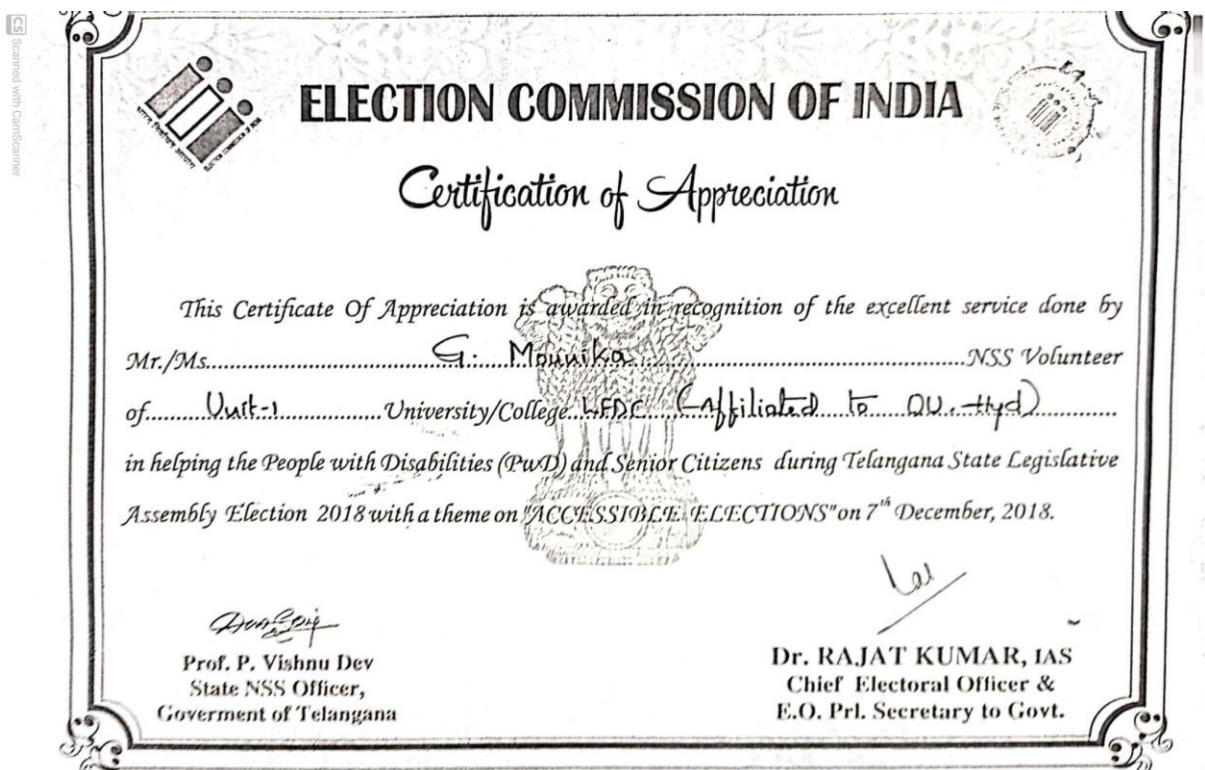 CS Scanned with CamScanner
ELECTION COMMISSION OF INDIA
Certification of Appreciation
This Certificate Of Appreciation is awarded in recognition of the excellent service done by
Mr./Ms. G. Mounika NSS Volunteer
of Unit-1 University/College (Affiliated to OU. Hyd)
in helping the People with Disabilities (PwD) and Senior Citizens during Telangana State Legislative
Assembly Election 2018 with a theme on "ACCESSIBLE ELECTIONS" on 7th December, 2018.
Prof. P. Vishnu Dev
State NSS Officer,
Goverment of Telangana
Dr. RAJAT KUMAR, IAS
Chief Electoral Officer &
E.O. Prl. Secretary to Govt.